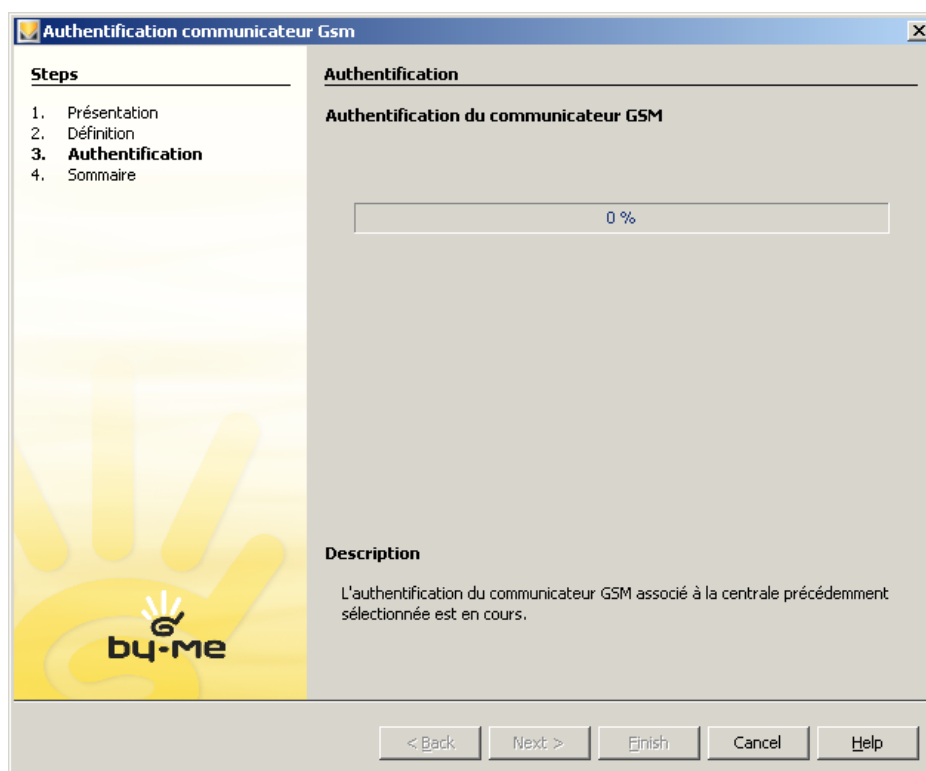 Authentification communicateur Gsm
Steps
1. Présentation
2. Définition
3. Authentification
4. Sommaire
Authentification
Authentification du communicateur GSM
0 %
Description
L'authentification du communicateur GSM associé à la centrale précédemment
sélectionnée est en cours.
by-me
< Back Next > Finish Cancel Help